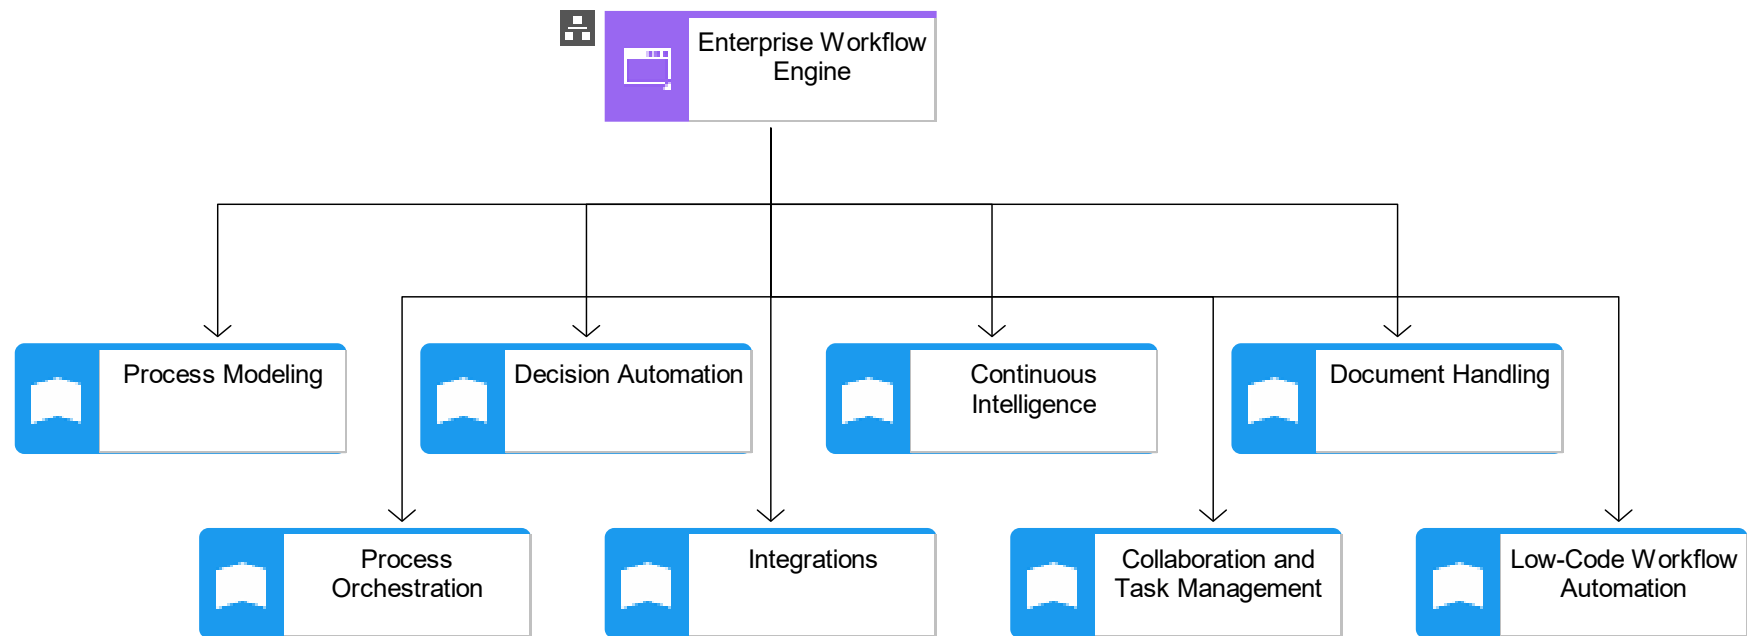 Enterprise Workflow
Engine
Process Modeling
Decision Automation
Continuous
Intelligence
Document Handling
Process
Orchestration
Integrations
Collaboration and
Task Management
Low-Code Workflow
Automation